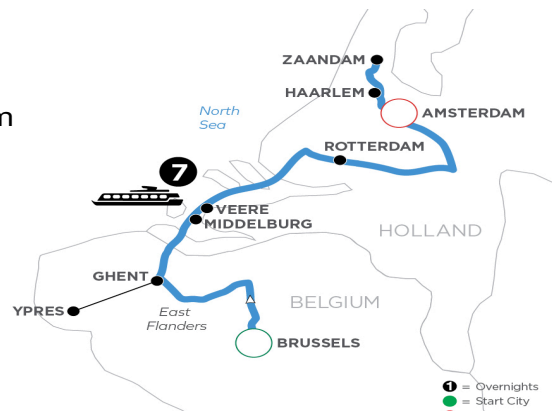 ZAANDAM
HAARLEM
North
Sea
AMSTERDAM
m
ROTTERDAM
7
VEERE
MIDDELBURG
HOLLAND
GHENT
YPRES
East
Flanders
BELGIUM
BRUSSELS
1 = Overnights
= Start City